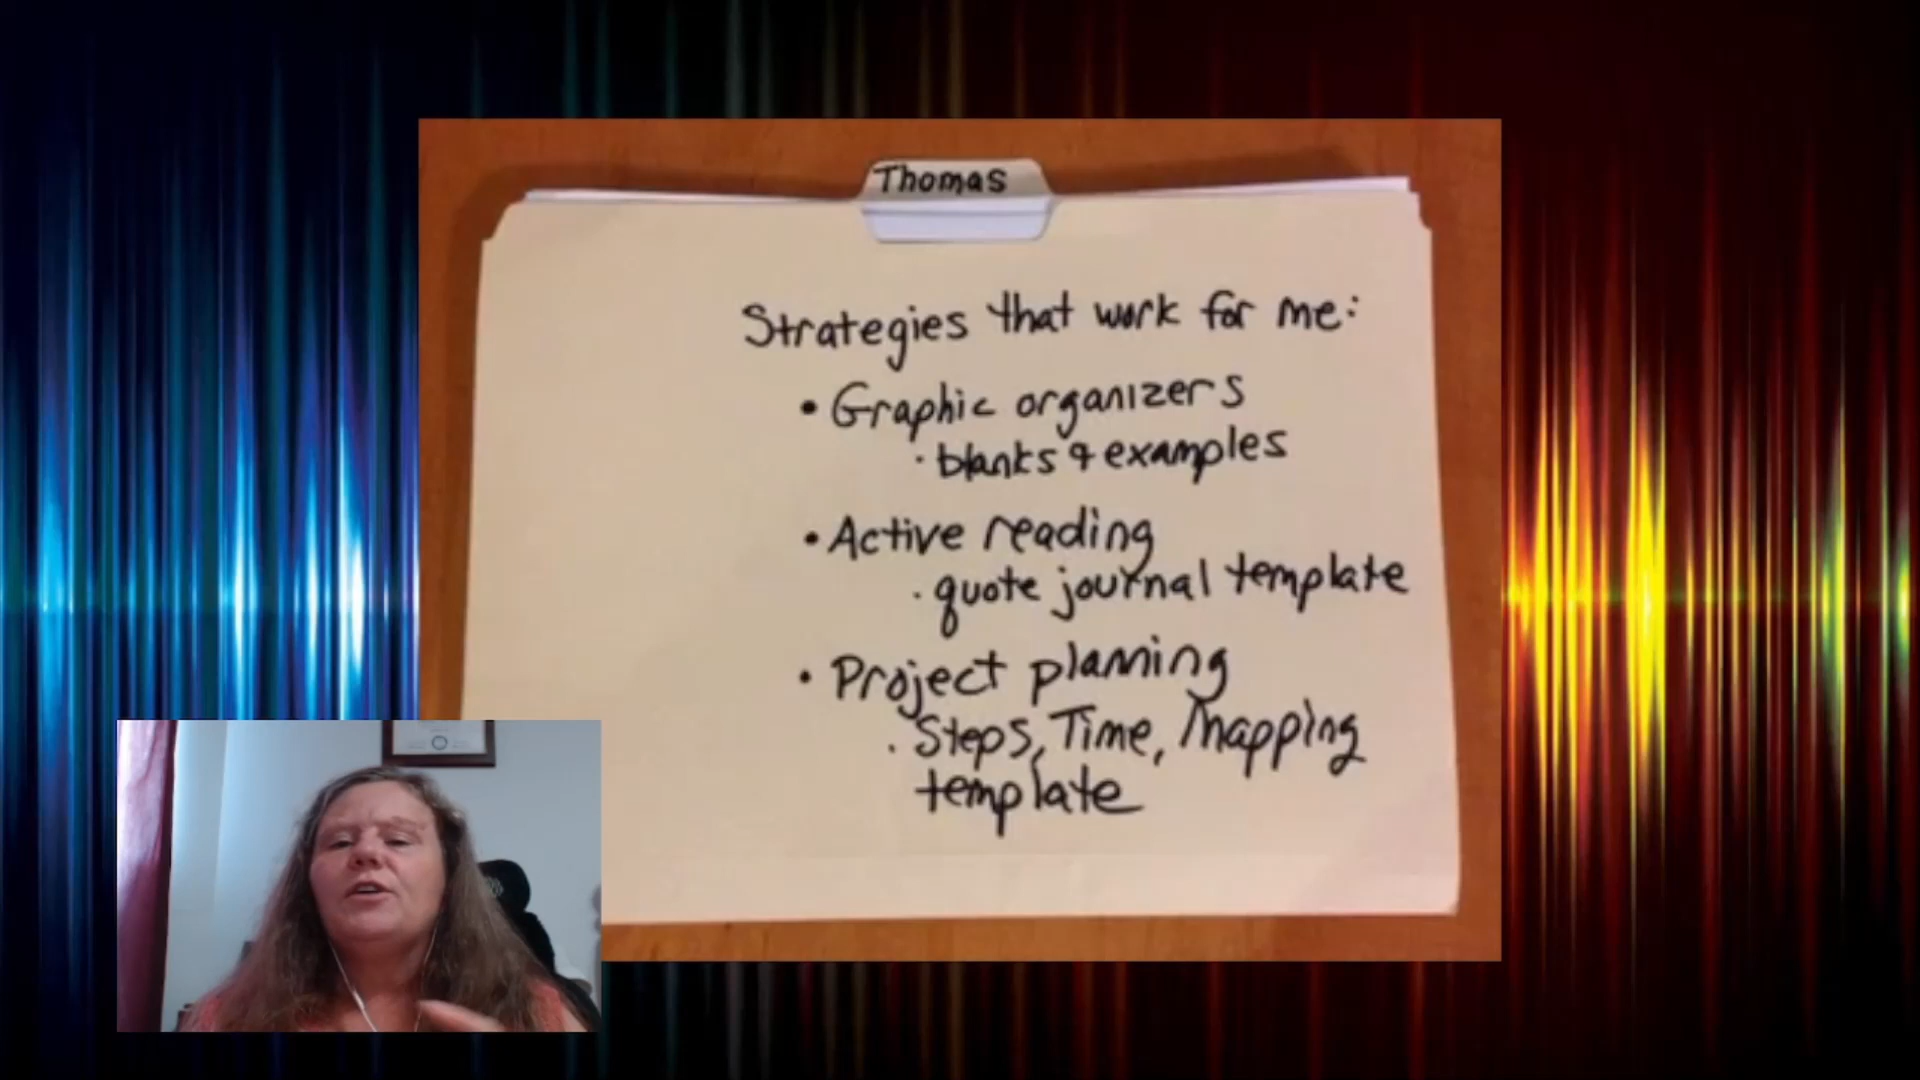 Thomas
Strategies that work for me:
• Graphic organizers
· blanks & examples
• Active reading
· quote journal template
• Project planning
· Steps, Time, Mapping
template